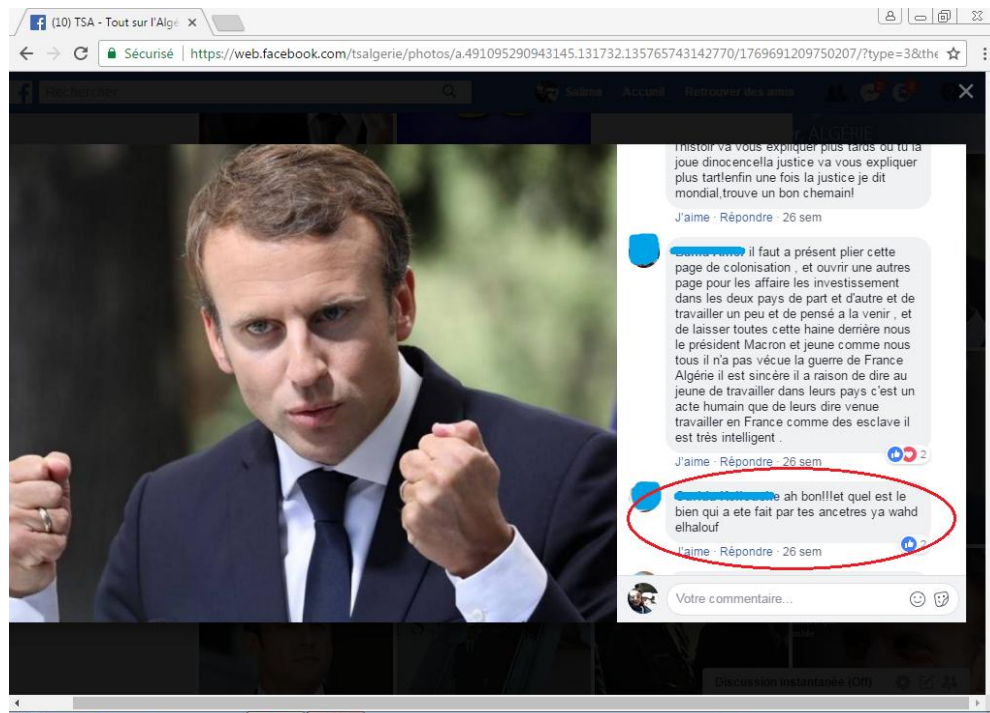 (10) TSA - Tout sur l'Algé
Sécurisé | https://web.facebook.com/tsalgerie/photos/a.491095290943145.131732.135765743142770/1769691209750207/?type=3&the
Rechercher
Salima Accueil Retrouver des amis
ALGERIE
l'histoir va vous expliquer plus tards ou tu la
joue dinocence!la justice va vous expliquer
plus tart!enfin une fois la justice je dit
mondial,trouve un bon chemain!
J'aime · Répondre · 26 sem
il faut a présent plier cette
page de colonisation , et ouvrir une autres
page pour les affaire les investissement
dans les deux pays de part et d'autre et de
travailler un peu et de pensé a la venir , et
de laisser toutes cette haine derrière nous
le président Macron et jeune comme nous
tous il n'a pas vécue la guerre de France
Algérie il est sincère il a raison de dire au
jeune de travailler dans leurs pays c'est un
acte humain que de leurs dire venue
travailler en France comme des esclave il
est très intelligent .
2
J'aime · Répondre · 26 sem
ah bon!!!et quel est le
bien qui a ete fait par tes ancetres ya wahd
elhalouf
2
J'aime · Répondre · 26 sem
Votre commentaire...
Discussion instantanée (Off)